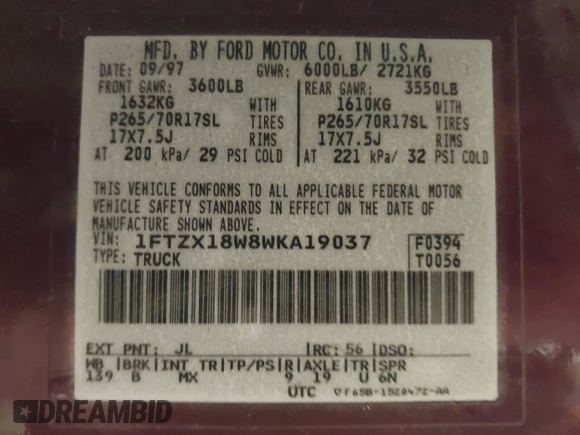 MFD. BY FORD MOTOR CO. IN U.S.A.
DATE: 09/97 GVWR: 6000LB/ 2721KG
FRONT GAWR: 3600LB REAR GAWR: 3550LB
1632KG WITH 1610KG WITH
P265/70R17SL TIRES P265/70R17SL TIRES
17X7.5J RIMS 17X7.5J RIMS
AT 200 kPa/ 29 PSI COLD AT 221 kPa/ 32 PSI COLD
THIS VEHICLE CONFORMS TO ALL APPLICABLE FEDERAL MOTOR
VEHICLE SAFETY STANDARDS IN EFFECT ON THE DATE OF
MANUFACTURE SHOWN ABOVE.
VIN: 1FTZX18W8WKA19037 F0394
TYPE: TRUCK T0056
EXT PNT: JL RC: 56 DSO:
WB BRK INT TR TP/PS R AXLE TR SPR
139 B MX 9 19 U 6N
UTC F65B-1520472-AA
DREAMBID